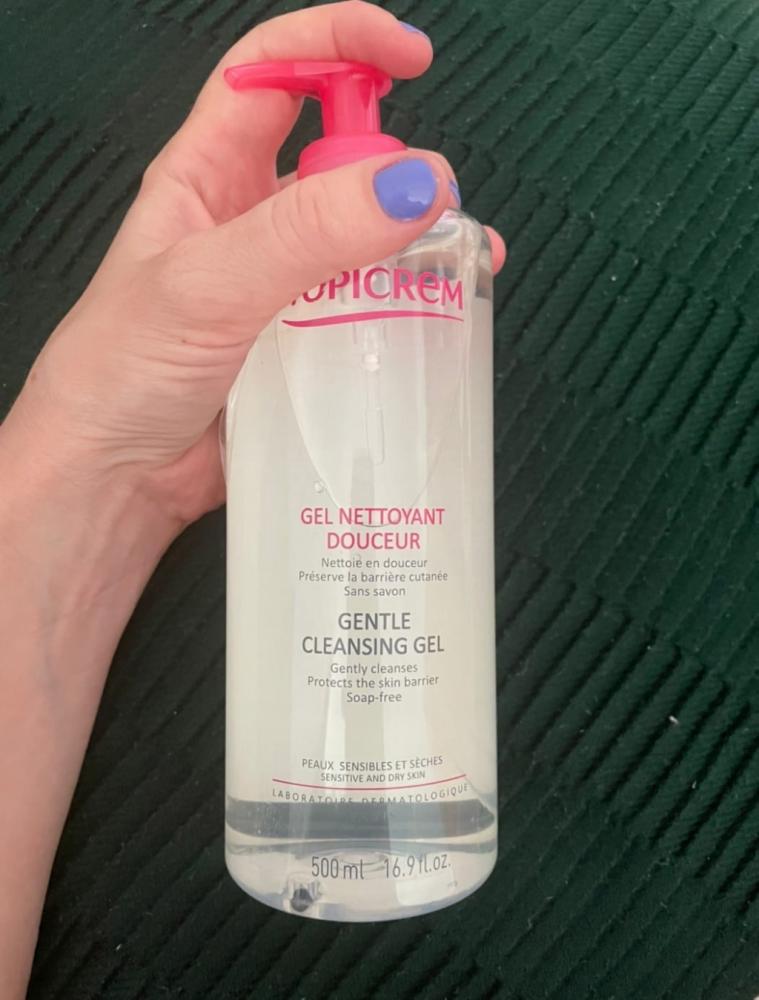 TOPICREM
GEL NETTOYANT
DOUCEUR
Nettoie en douceur
Préserve la barrière cutanée
Sans savon
GENTLE
CLEANSING GEL
Gently cleanses
Protects the skin barrier
Soap-free
PEAUX SENSIBLES ET SÈCHES
SENSITIVE AND DRY SKIN
LABORATOIRE DERMATOLOGIQUE
500 ml 16.9 fl.oz.